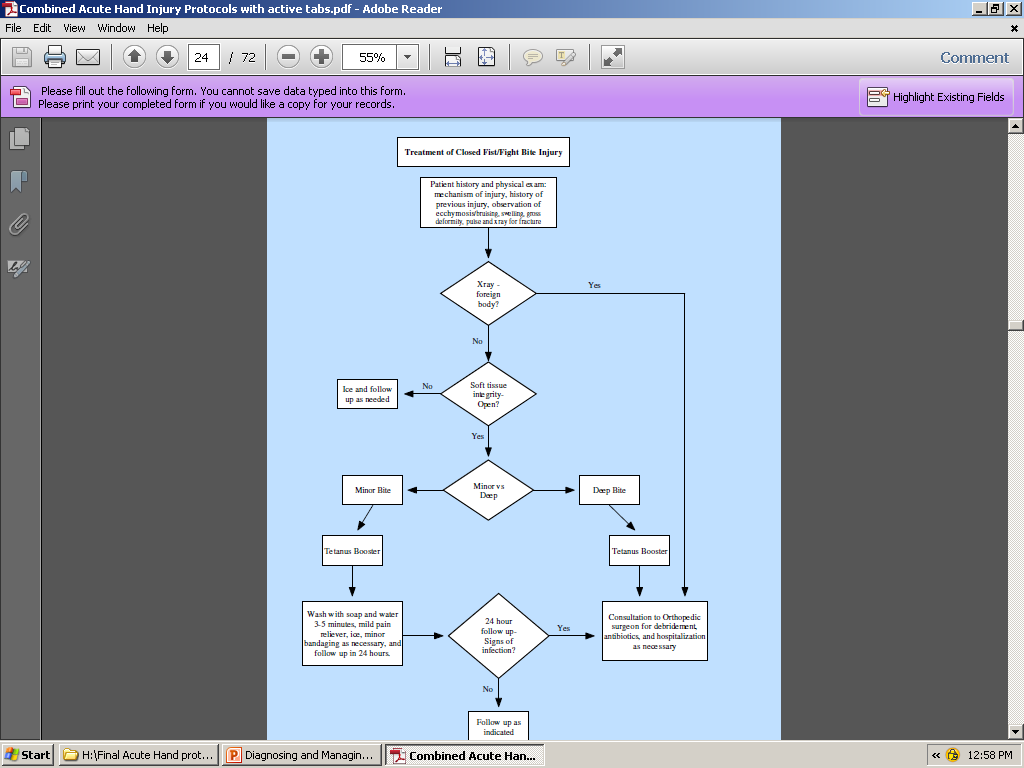 Combined Acute Hand Injury Protocols with active tabs.pdf - Adobe Reader
File Edit View Window Help
24 / 72 55% Comment
Please fill out the following form. You cannot save data typed into this form.
Please print your completed form if you would like a copy for your records.
Highlight Existing Fields
Treatment of Closed Fist/Fight Bite Injury
Patient history and physical exam:
mechanism of injury, history of
previous injury, observation of
ecchymosis/bruising, swelling, gross
deformity, pulse and xray for fracture
Xray -
foreign
body?
Yes
No
Soft tissue
integrity-
Open?
No
Ice and follow
up as needed
Yes
Minor vs
Deep
Minor Bite
Deep Bite
Tetanus Booster
Tetanus Booster
Wash with soap and water
3-5 minutes, mild pain
reliever, ice, minor
bandaging as necessary, and
follow up in 24 hours.
24 hour
follow up-
Signs of
infection?
Yes
Consultation to Orthopedic
surgeon for debridement,
antibiotics, and hospitalization
as necessary
No
Follow up as
indicated
Start
H:\Final Acute Hand prot...
Diagnosing and Managin...
Combined Acute Han...
12:58 PM